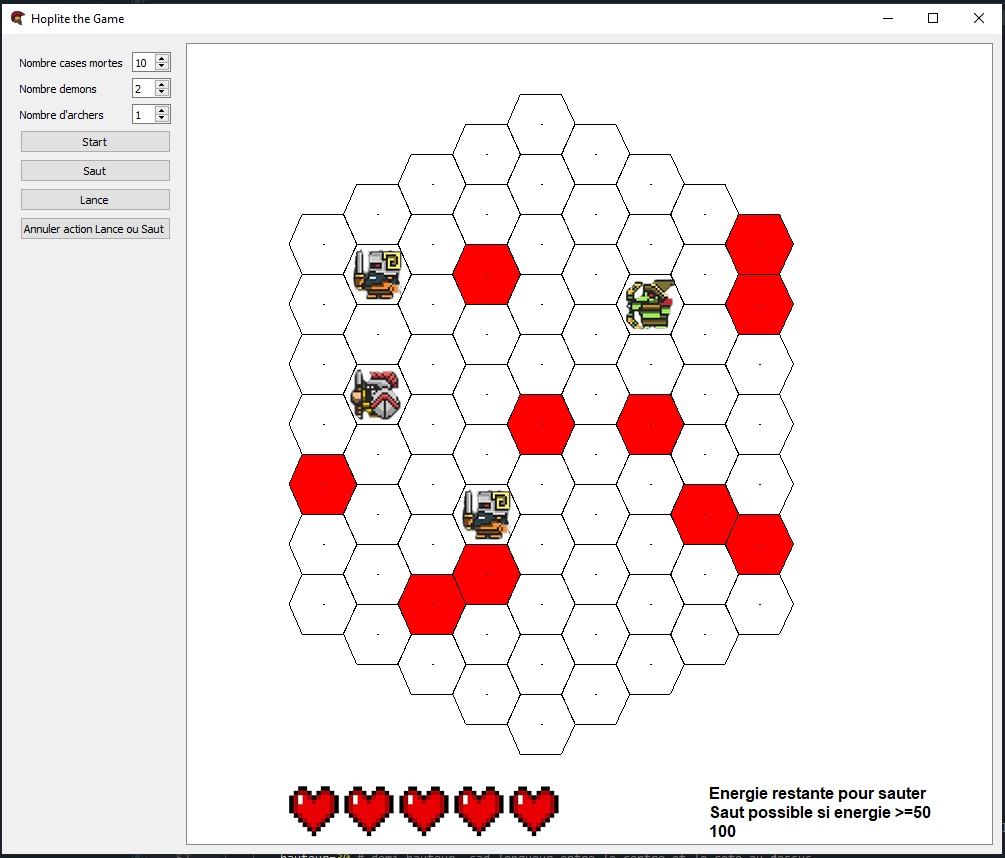 Hoplite the Game
Nombre cases mortes 10
Nombre demons 2
Nombre d'archers 1
Start
Saut
Lance
Annuler action Lance ou Saut
Energie restante pour sauter
Saut possible si energie >=50
100